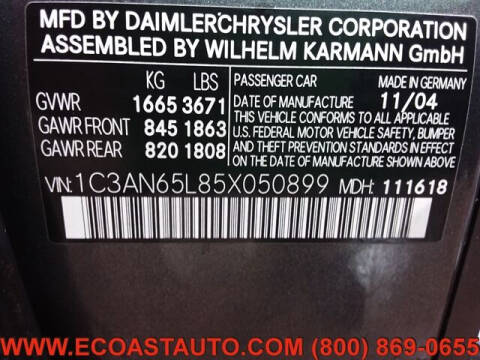 MFD BY DAIMLERCHRYSLER CORPORATION
ASSEMBLED BY WILHELM KARMANN GmbH
KG LBS PASSENGER CAR MADE IN GERMANY
GVWR 1665 3671 DATE OF MANUFACTURE 11/04
GAWR FRONT 845 1863 THIS VEHICLE CONFORMS TO ALL APPLICABLE
U.S. FEDERAL MOTOR VEHICLE SAFETY, BUMPER
GAWR REAR 820 1808 AND THEFT PREVENTION STANDARDS IN EFFECT
ON THE DATE OF MANUFACTURE SHOWN ABOVE.
VIN: 1C3AN65L85X050899 MDH: 111618
WWW.ECOASTAUTO.COM (800) 869-0655